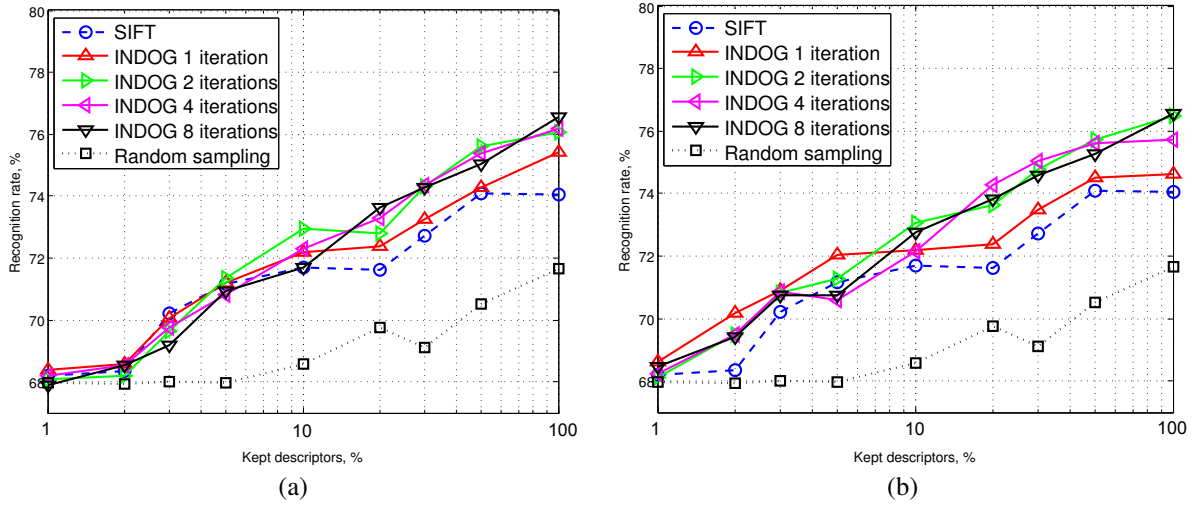 80
78
76
74
72
70
68
Recognition rate, %
SIFT
INDOG 1 iteration
INDOG 2 iterations
INDOG 4 iterations
INDOG 8 iterations
Random sampling
1
10
100
Kept descriptors, %
(a)
80
78
76
74
72
70
68
Recognition rate, %
SIFT
INDOG 1 iteration
INDOG 2 iterations
INDOG 4 iterations
INDOG 8 iterations
Random sampling
1
10
100
Kept descriptors, %
(b)